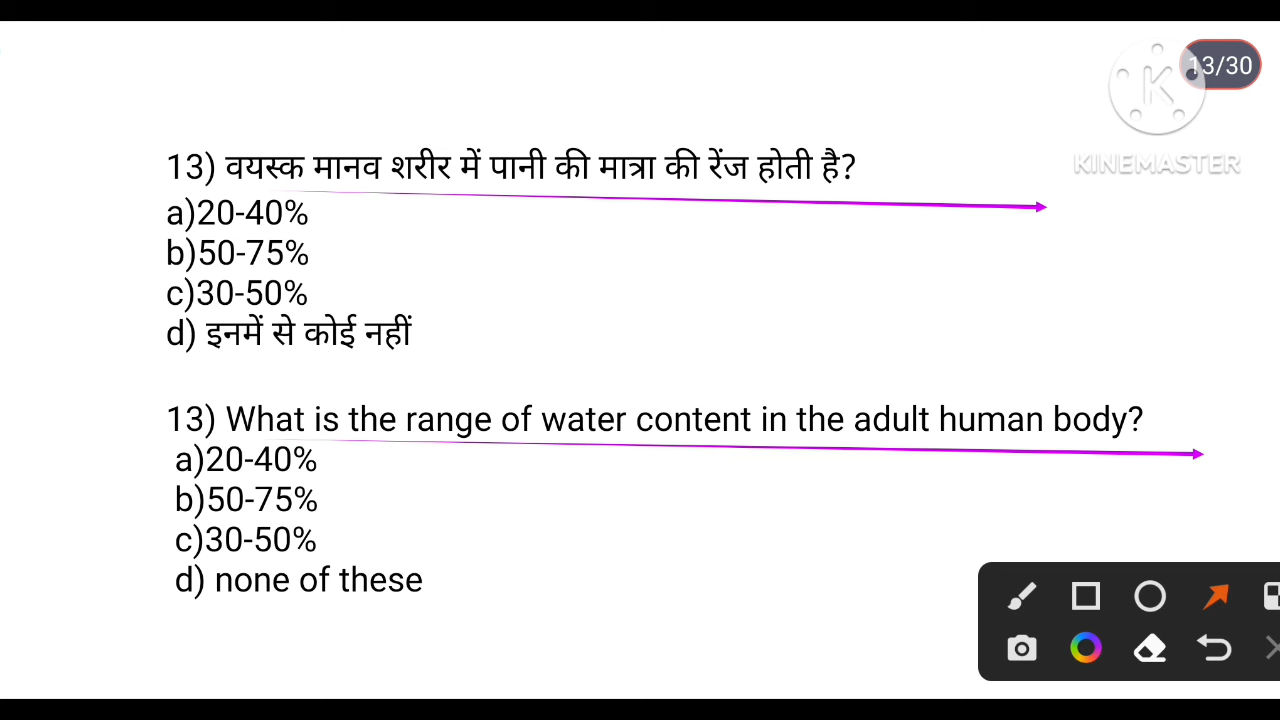 13/30
KINEMASTER
13) वयस्क मानव शरीर में पानी की मात्रा की रेंज होती है?
a)20-40%
b)50-75%
c)30-50%
d) इनमें से कोई नहीं
13) What is the range of water content in the adult human body?
a)20-40%
b)50-75%
c)30-50%
d) none of these